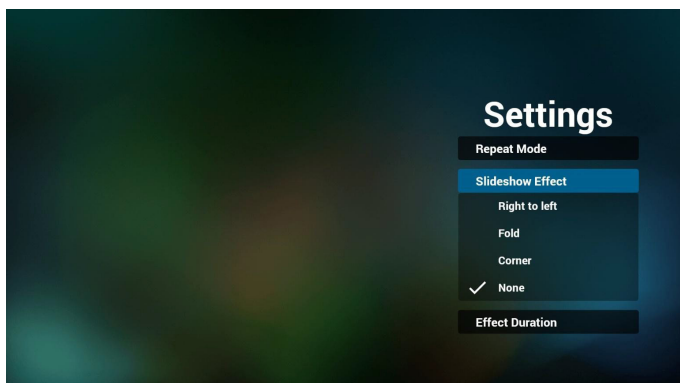 Settings
Repeat Mode
Slideshow Effect
Right to left
Fold
Corner
None
Effect Duration